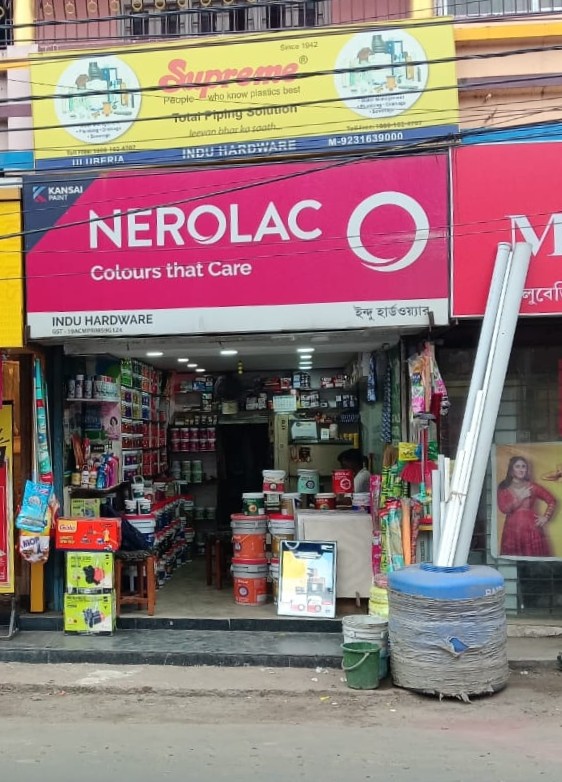 Since 1942
Supreme®
People who know plastics best
Total Piping Solution
jeevan bhar ka saath...
ULUBERIA
INDU HARDWARE
M-9231639000
KANSAI
PAINT
NEROLAC
Colours that Care
INDU HARDWARE
ইন্দু হার্ডওয়্যার
M
MOP